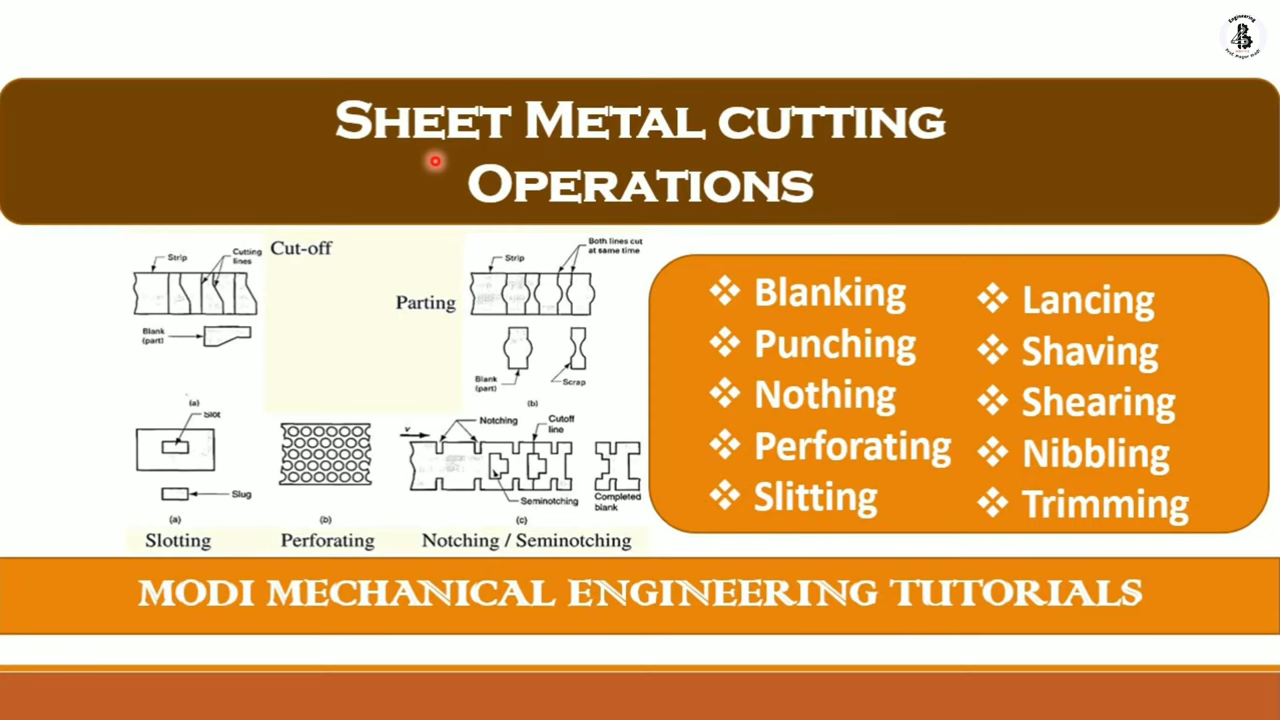 Engineering
SHEET METAL CUTTING
OPERATIONS
Cut-off
Strip
Cutting
lines
Blank
(part)
(a)
Parting
Strip
Both lines cut
at same time
Blank
(part)
Scrap
(b)
Slot
Slug
(a)
Slotting
(b)
Perforating
v
Notching
Cutoff
line
Seminotching
Completed
blank
(c)
Notching / Seminotching
Blanking
Punching
Nothing
Perforating
Slitting
Lancing
Shaving
Shearing
Nibbling
Trimming
MODI MECHANICAL ENGINEERING TUTORIALS